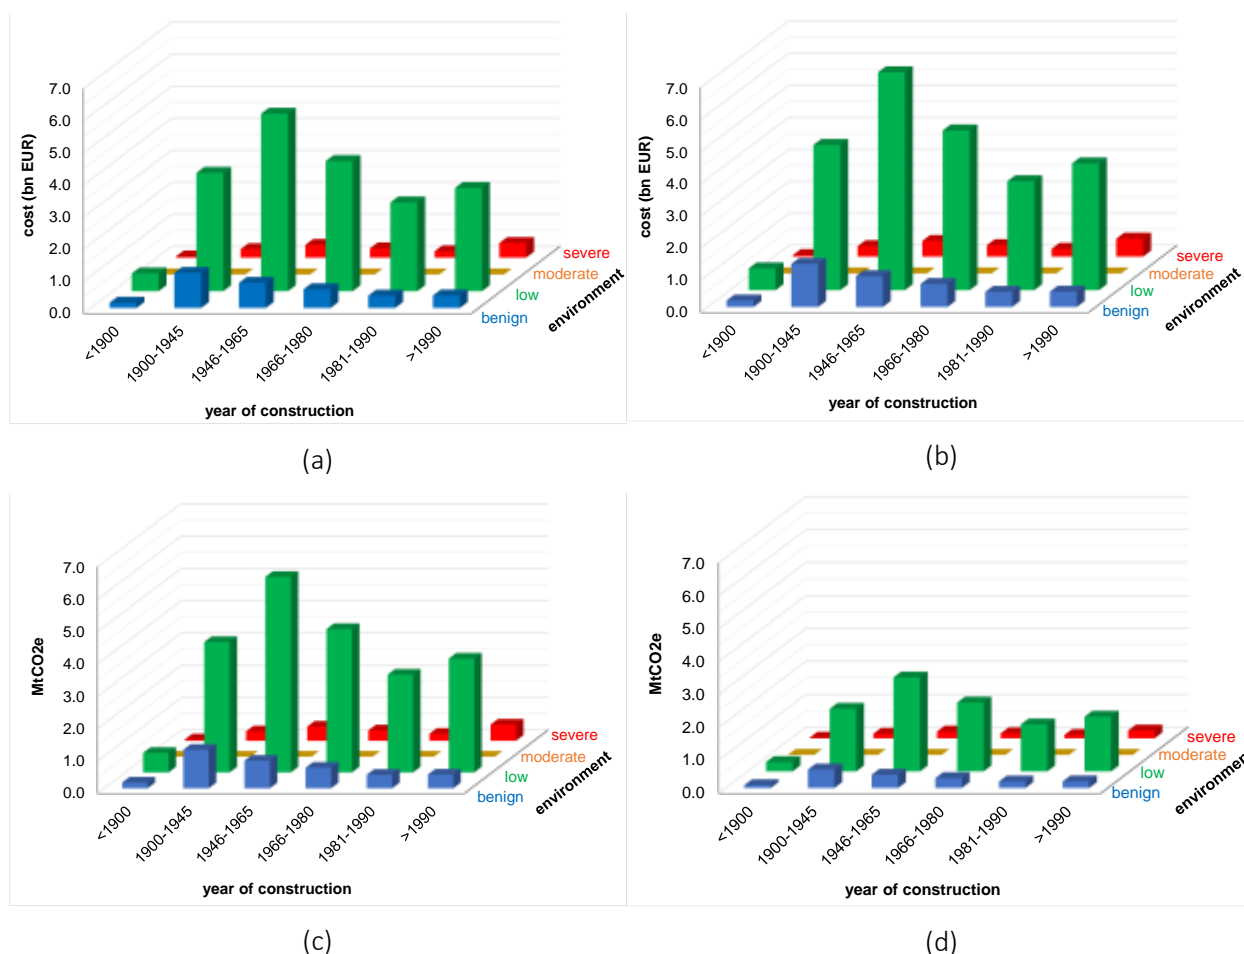 7.0
6.0
5.0
4.0
3.0
2.0
1.0
0.0
cost (bn EUR)
<1900
1900-1945
1946-1965
1966-1980
1981-1990
>1990
year of construction
severe
moderate
low
benign
environment
(a)
7.0
6.0
5.0
4.0
3.0
2.0
1.0
0.0
cost (bn EUR)
<1900
1900-1945
1946-1965
1966-1980
1981-1990
>1990
year of construction
severe
moderate
low
benign
environment
(b)
7.0
6.0
5.0
4.0
3.0
2.0
1.0
0.0
MtCO2e
<1900
1900-1945
1946-1965
1966-1980
1981-1990
>1990
year of construction
severe
moderate
low
benign
environment
(c)
7.0
6.0
5.0
4.0
3.0
2.0
1.0
0.0
MtCO2e
<1900
1900-1945
1946-1965
1966-1980
1981-1990
>1990
year of construction
severe
moderate
low
benign
environment
(d)